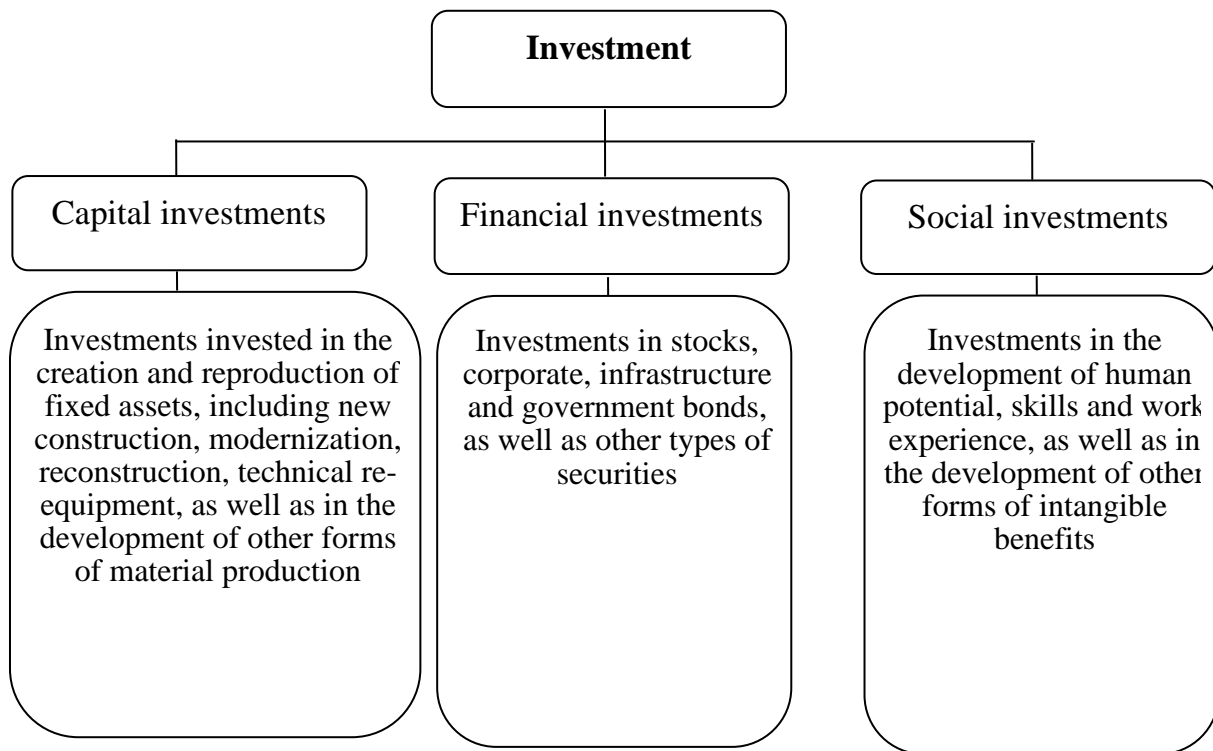 Investment
Capital investments
Financial investments
Social investments
Investments invested in the
creation and reproduction of
fixed assets, including new
construction, modernization,
reconstruction, technical re-
equipment, as well as in the
development of other forms
of material production
Investments in stocks,
corporate, infrastructure
and government bonds,
as well as other types of
securities
Investments in the
development of human
potential, skills and work
experience, as well as in
the development of other
forms of intangible
benefits